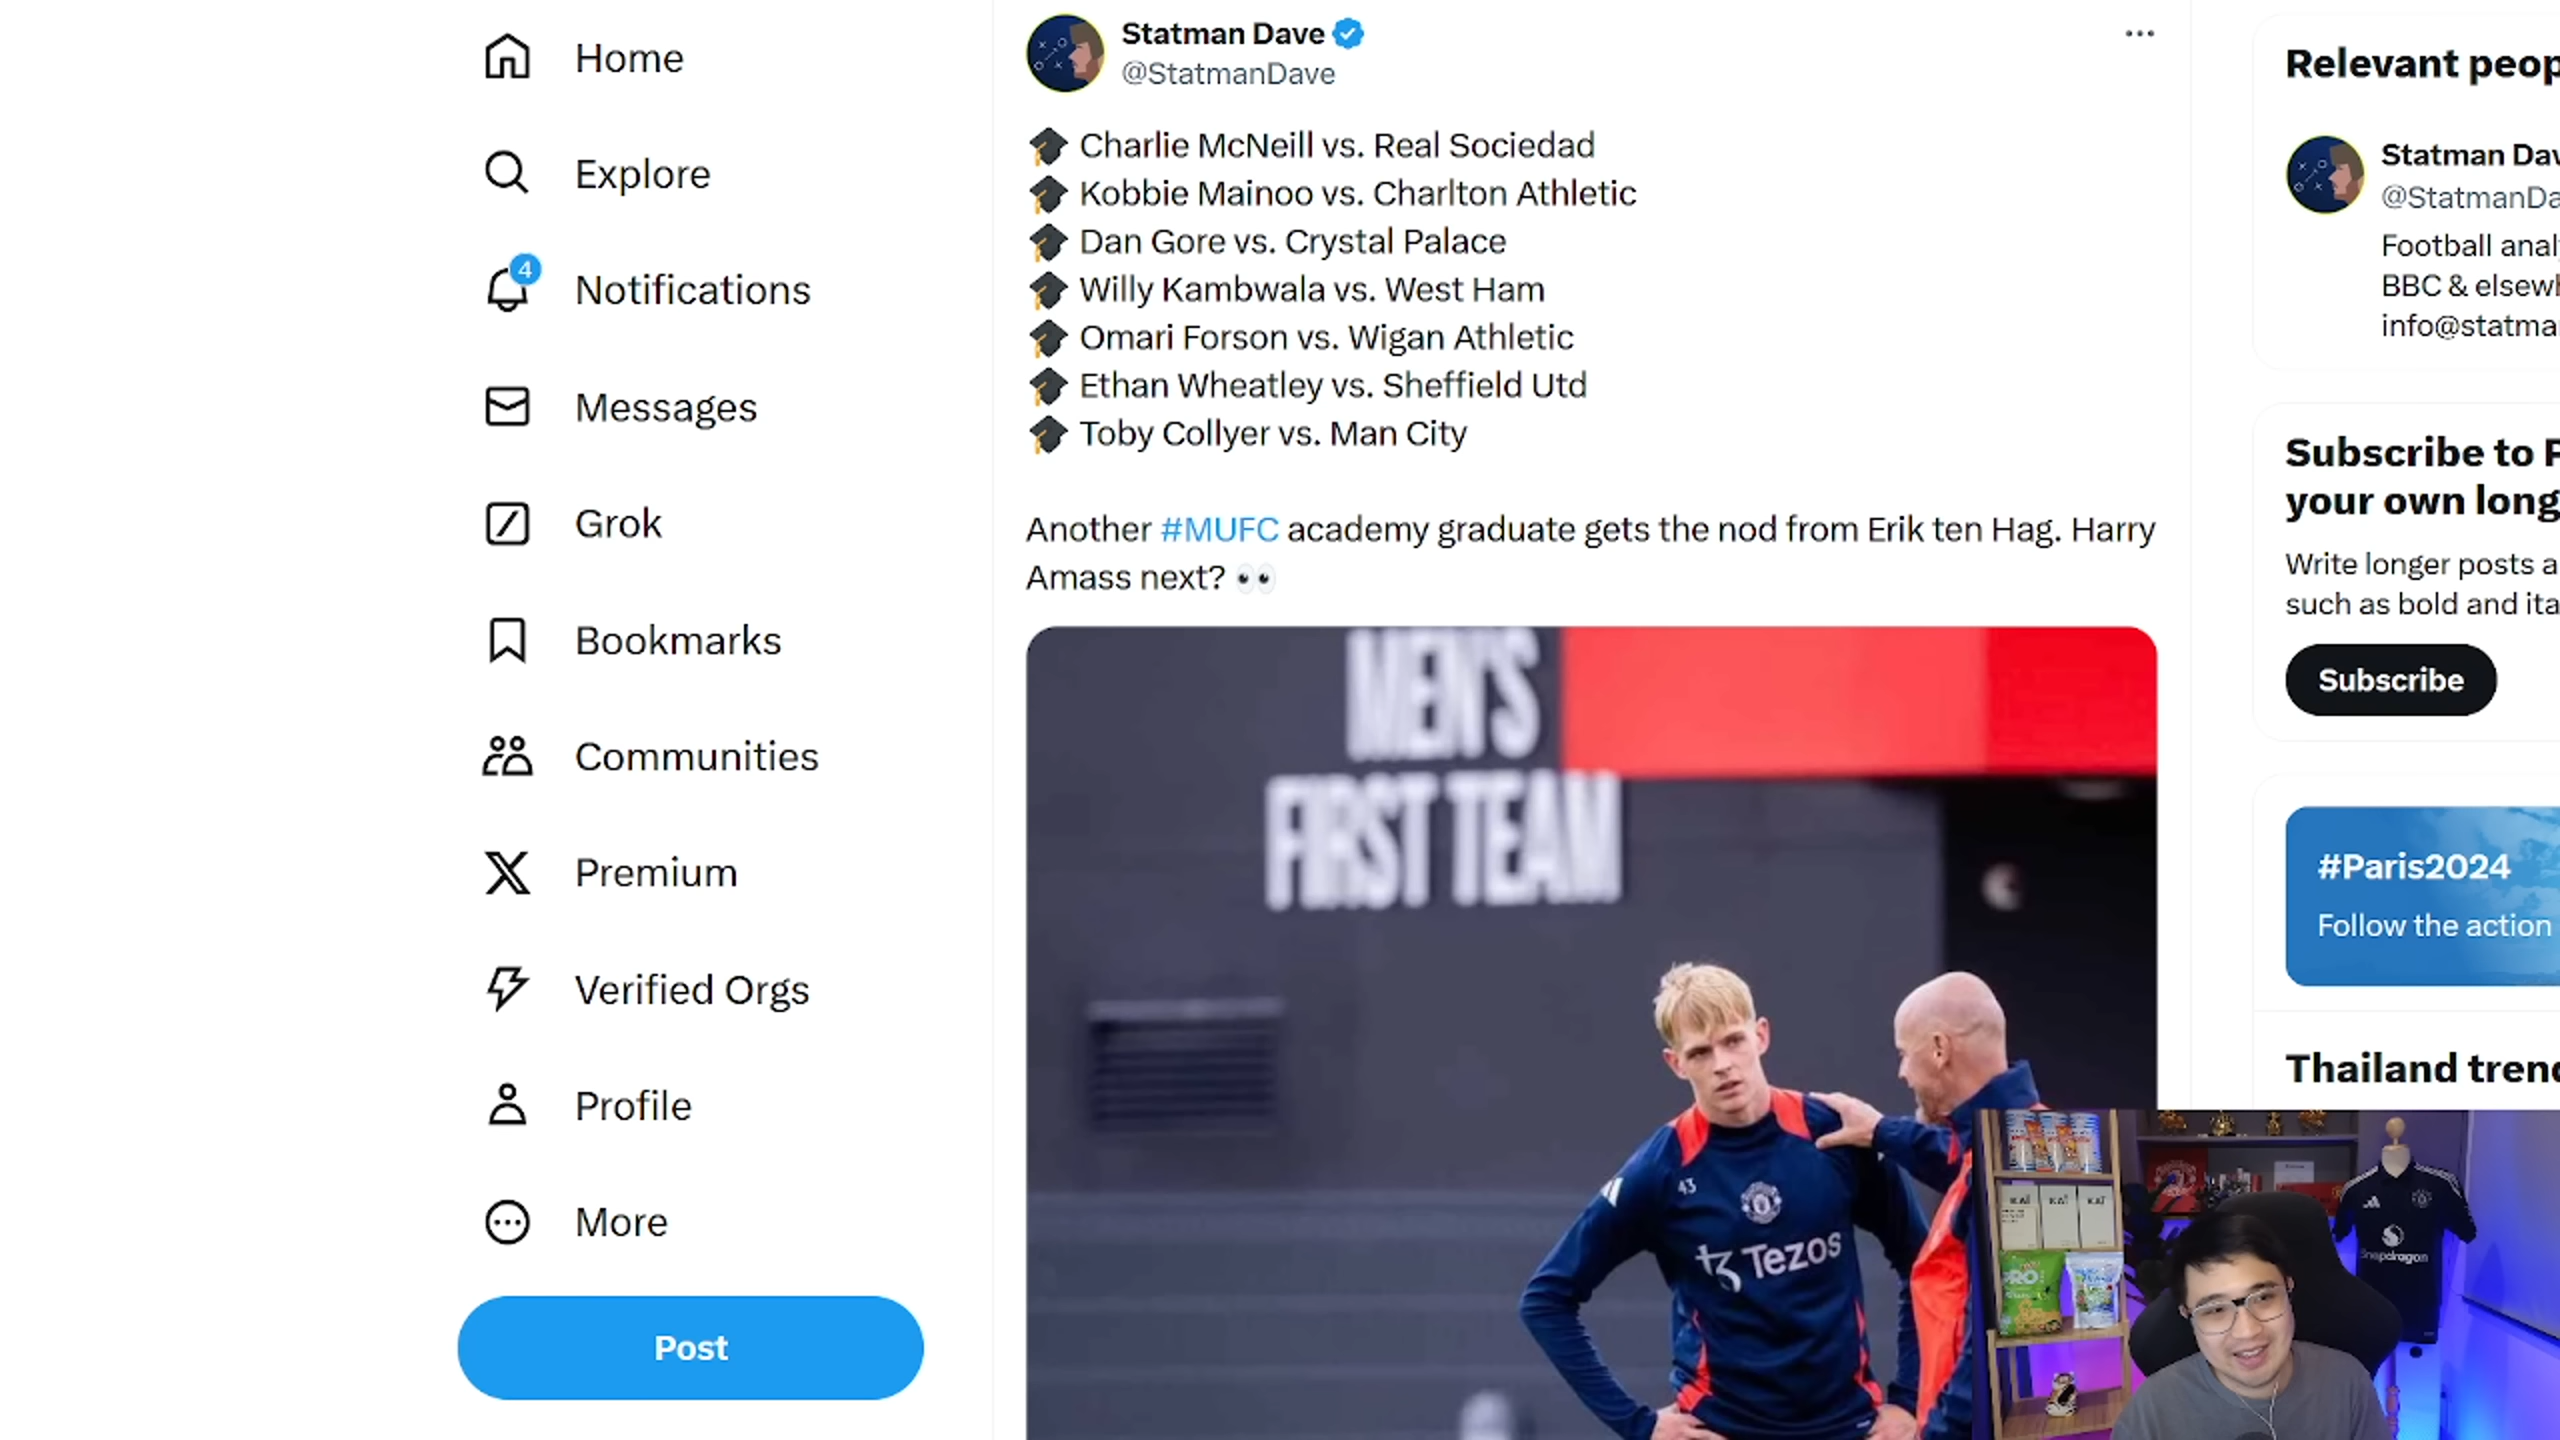 Home
Explore
4
Notifications
Messages
Grok
Bookmarks
Communities
Premium
Verified Orgs
Profile
More
Post
Statman Dave
@StatmanDave
Charlie McNeill vs. Real Sociedad
Kobbie Mainoo vs. Charlton Athletic
Dan Gore vs. Crystal Palace
Willy Kambwala vs. West Ham
Omari Forson vs. Wigan Athletic
Ethan Wheatley vs. Sheffield Utd
Toby Collyer vs. Man City
Another #MUFC academy graduate gets the nod from Erik ten Hag. Harry
Amass next? 👀
MEN'S
FIRST TEAM
43
Tezos
Relevant peop
Statman Dav
@StatmanDa
Football anal
BBC & elsewh
info@statma
Subscribe to P
your own long
Write longer posts a
such as bold and ita
Subscribe
#Paris2024
Follow the action
Thailand trend
KAI KAI KAI
PRO
Snapdragon